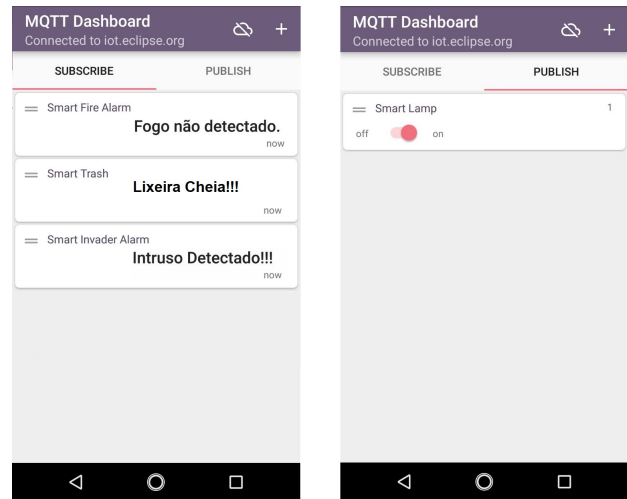 MQTT Dashboard
Connected to iot.eclipse.org
SUBSCRIBE PUBLISH
Smart Fire Alarm
Fogo não detectado.
now
Smart Trash
Lixeira Cheia!!!
now
Smart Invader Alarm
Intruso Detectado!!!
now
MQTT Dashboard
Connected to iot.eclipse.org
SUBSCRIBE PUBLISH
Smart Lamp 1
off on